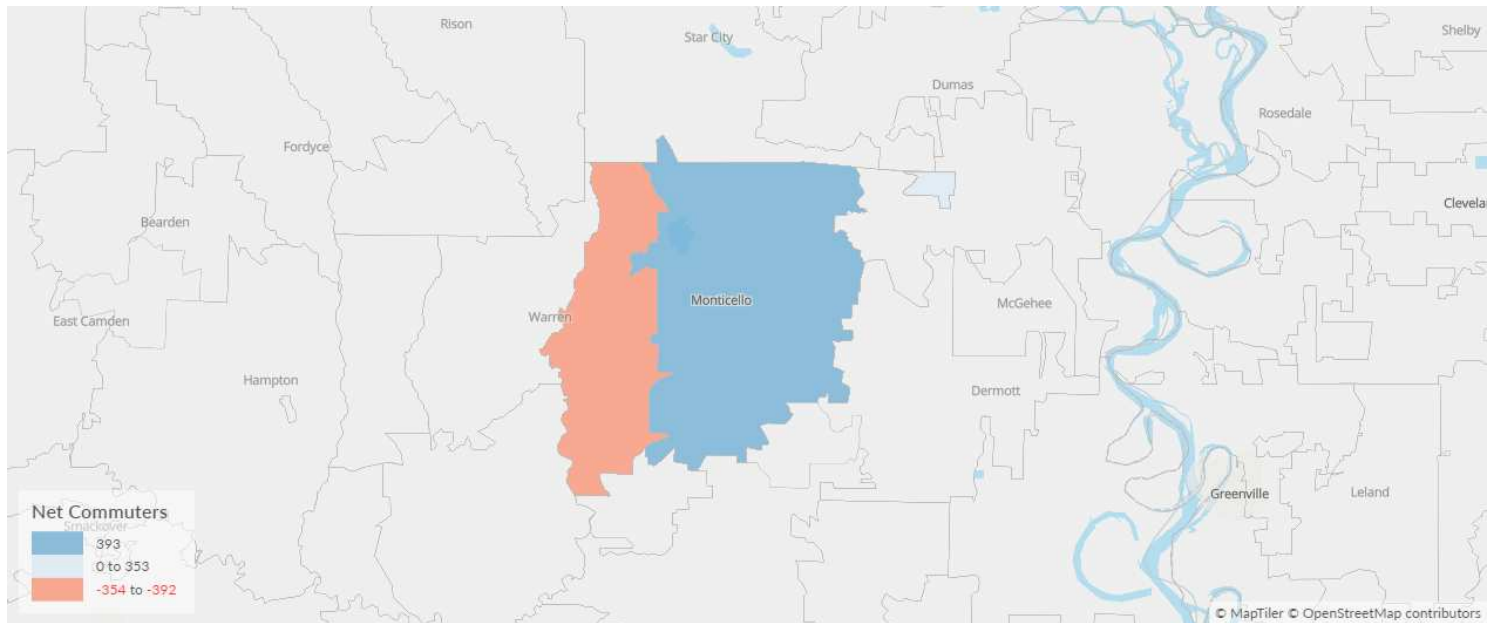 Rison
Star City
Shelby
Dumas
Rosedale
Fordyce
Clevela
Bearden
Monticello
McGehee
Warren
East Camden
Hampton
Dermott
Greenville
Leland
Net Commuters
Smackover
393
0 to 353
-354 to -392
© MapTiler © OpenStreetMap contributors